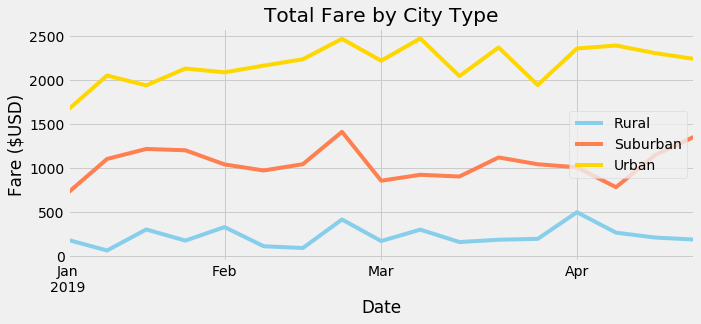 Total Fare by City Type
Fare ($USD)
2500
2000
1500
1000
500
0
Rural
Suburban
Urban
Jan Feb Mar Apr
2019
Date